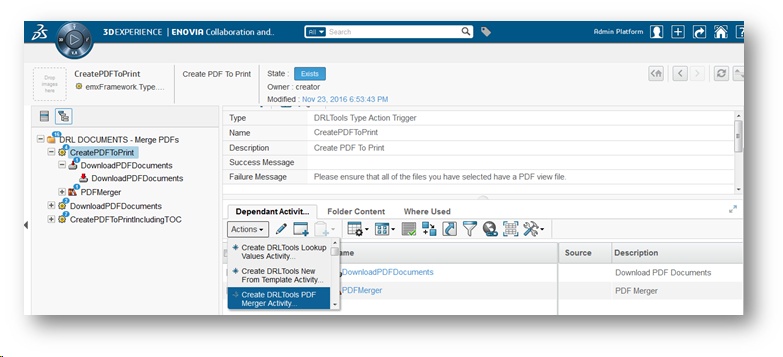 3DEXPERIENCE | ENOVIA Collaboration and..
All Search
Admin Platform
Drop images here
CreatePDFToPrint
emxFramework.Type....
Create PDF To Print
State : Exists
Owner : creator
Modified : Nov 23, 2016 6:53:43 PM
DRL DOCUMENTS - Merge PDFs
CreatePDFToPrint
DownloadPDFDocuments
DownloadPDFDocuments
PDFMerger
DownloadPDFDocuments
CreatePDFToPrintIncludingTOC
Type DRLTools Type Action Trigger
Name CreatePDFToPrint
Description Create PDF To Print
Success Message
Failure Message Please ensure that all of the files you have selected have a PDF view file.
Dependant Activit... Folder Content Where Used
Actions
Create DRLTools Lookup
Values Activity...
Create DRLTools New
From Template Activity...
Create DRLTools PDF
Merger Activity...
Source Description
DownloadPDFDocuments Download PDF Documents
PDFMerger PDF Merger